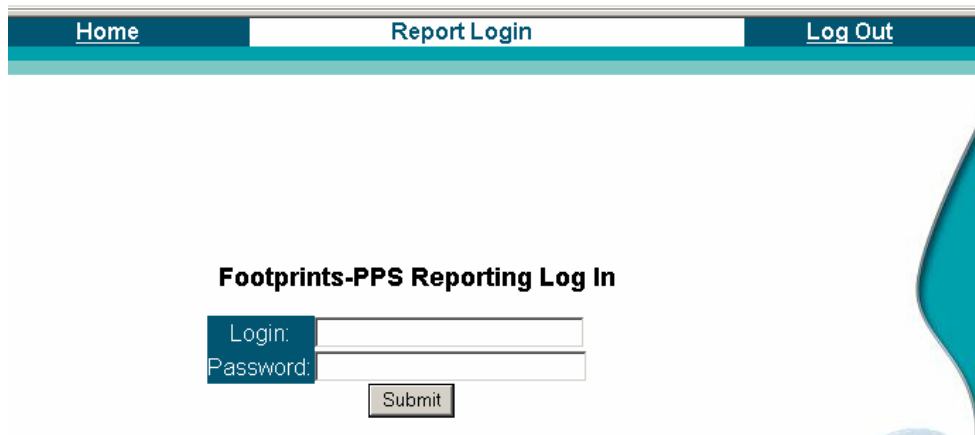 Home Report Login Log Out
Footprints-PPS Reporting Log In
Login:
Password:
Submit